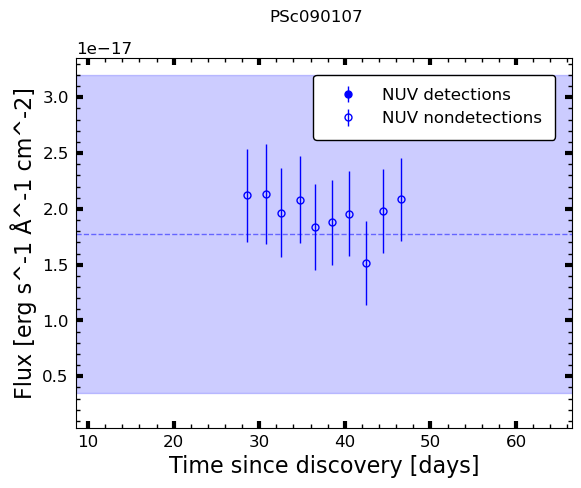 PSc090107
1e−17
NUV detections
NUV nondetections
3.0
2.5
2.0
1.5
1.0
0.5
Flux [erg s^-1 Å^-1 cm^-2]
10 20 30 40 50 60
Time since discovery [days]